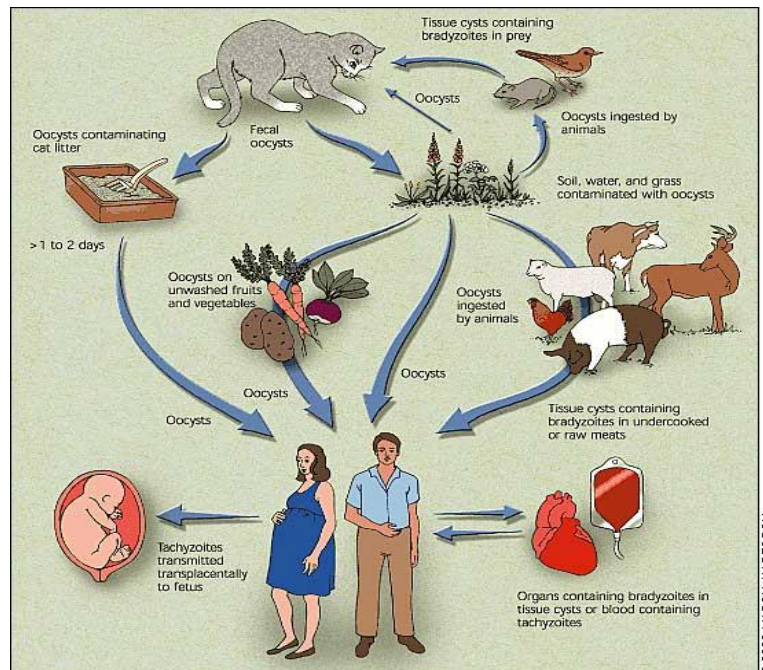 Tissue cysts containing
bradyzoites in prey
Oocysts
Oocysts ingested by
animals
Oocysts contaminating
cat litter
Fecal
oocysts
Soil, water, and grass
contaminated with oocysts
>1 to 2 days
Oocysts on
unwashed fruits
and vegetables
Oocysts
ingested
by animals
Oocysts
Oocysts
Oocysts
Tissue cysts containing
bradyzoites in undercooked
or raw meats
Tachyzoites
transmitted
transplacentally
to fetus
Organs containing bradyzoites in
tissue cysts or blood containing
tachyzoites